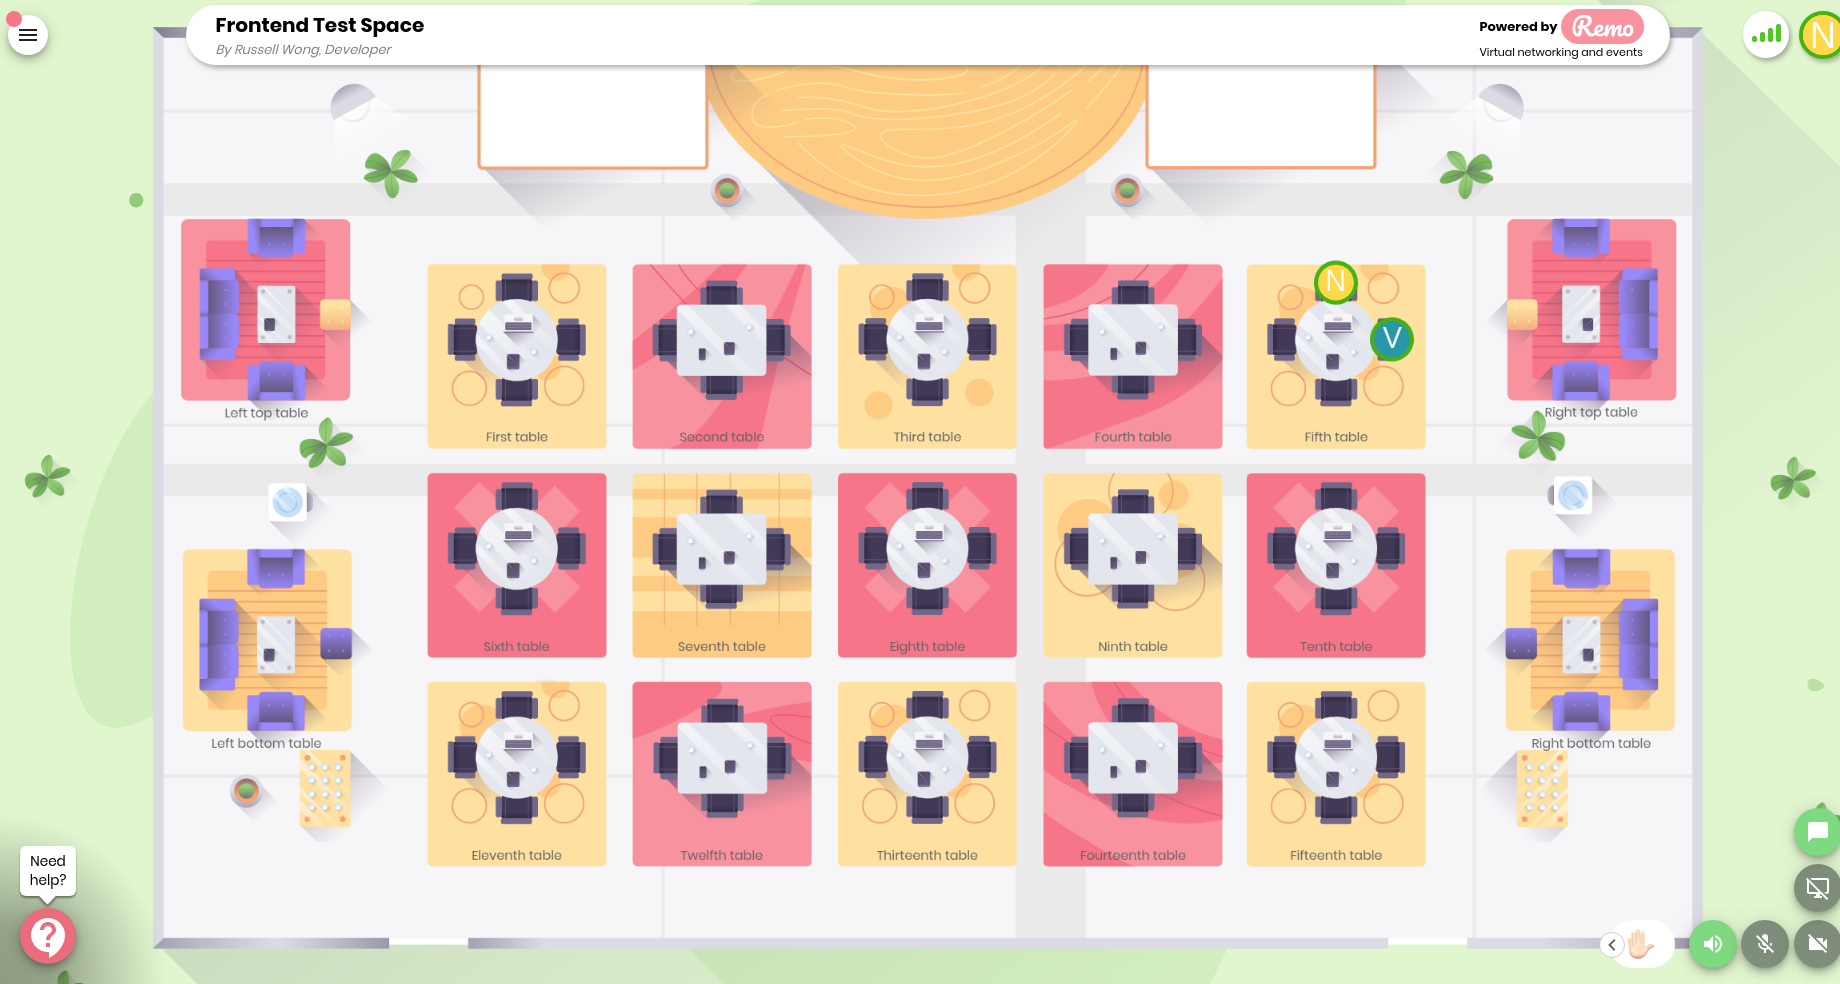 Frontend Test Space
By Russell Wong, Developer
Powered by Remo
Virtual networking and events
N
N
V
Left top table
First table
Second table
Third table
Fourth table
Fifth table
Right top table
Sixth table
Seventh table
Eighth table
Ninth table
Tenth table
Left bottom table
Right bottom table
Eleventh table
Twelfth table
Thirteenth table
Fourteenth table
Fifteenth table
Need
help?
?